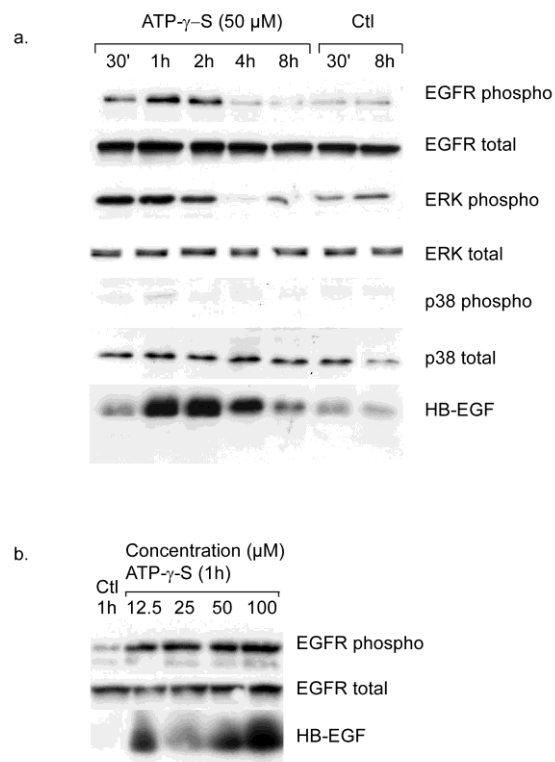 a.
ATP-γ–S (50 µM) Ctl
30' 1h 2h 4h 8h 30' 8h
EGFR phospho
EGFR total
ERK phospho
ERK total
p38 phospho
p38 total
HB-EGF
b.
Concentration (µM)
Ctl ATP-γ-S (1h)
1h 12.5 25 50 100
EGFR phospho
EGFR total
HB-EGF